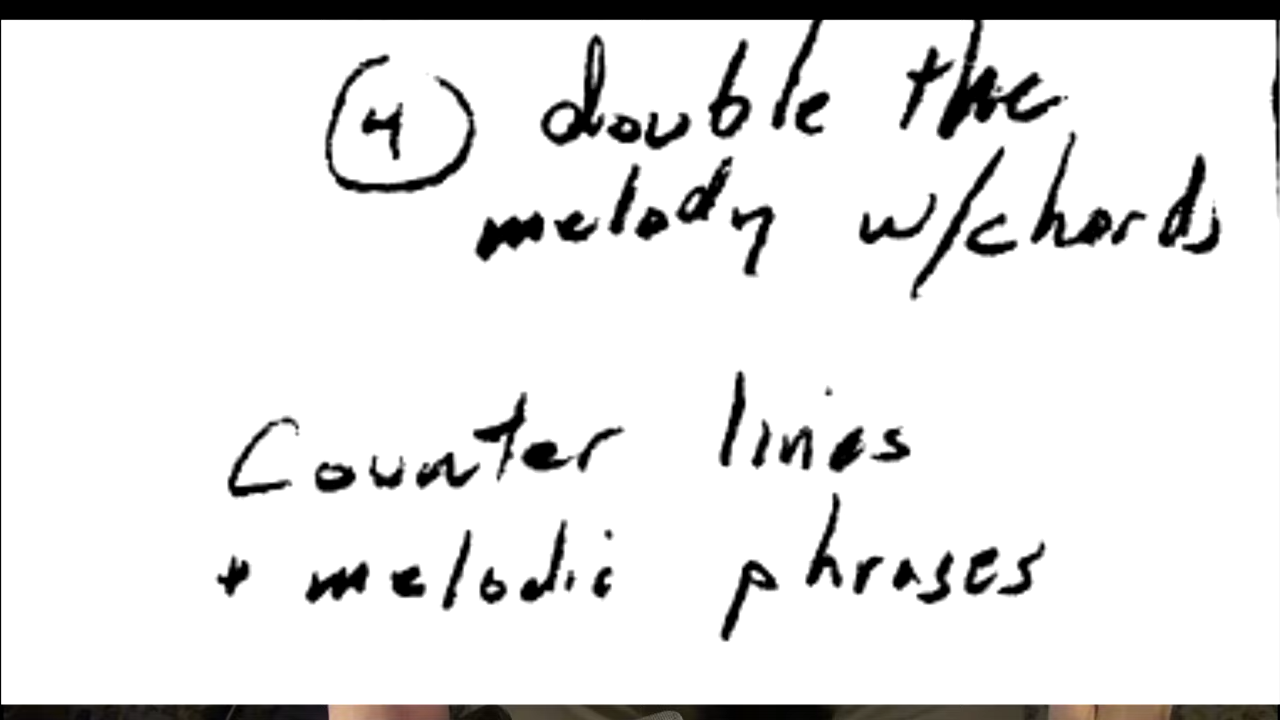 4 double the
melody w/chords
Counter lines
+ melodic phrases